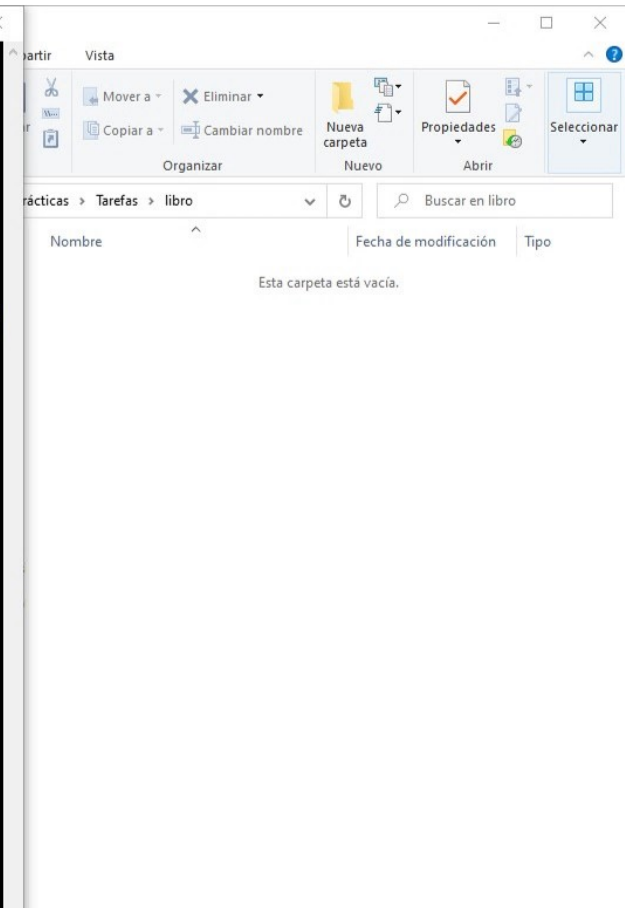 partir Vista
Mover a Eliminar
Copiar a Cambiar nombre
Nueva carpeta
Propiedades
Seleccionar
Organizar Nuevo Abrir
rácticas > Tarefas > libro
Buscar en libro
Nombre Fecha de modificación Tipo
Esta carpeta está vacía.